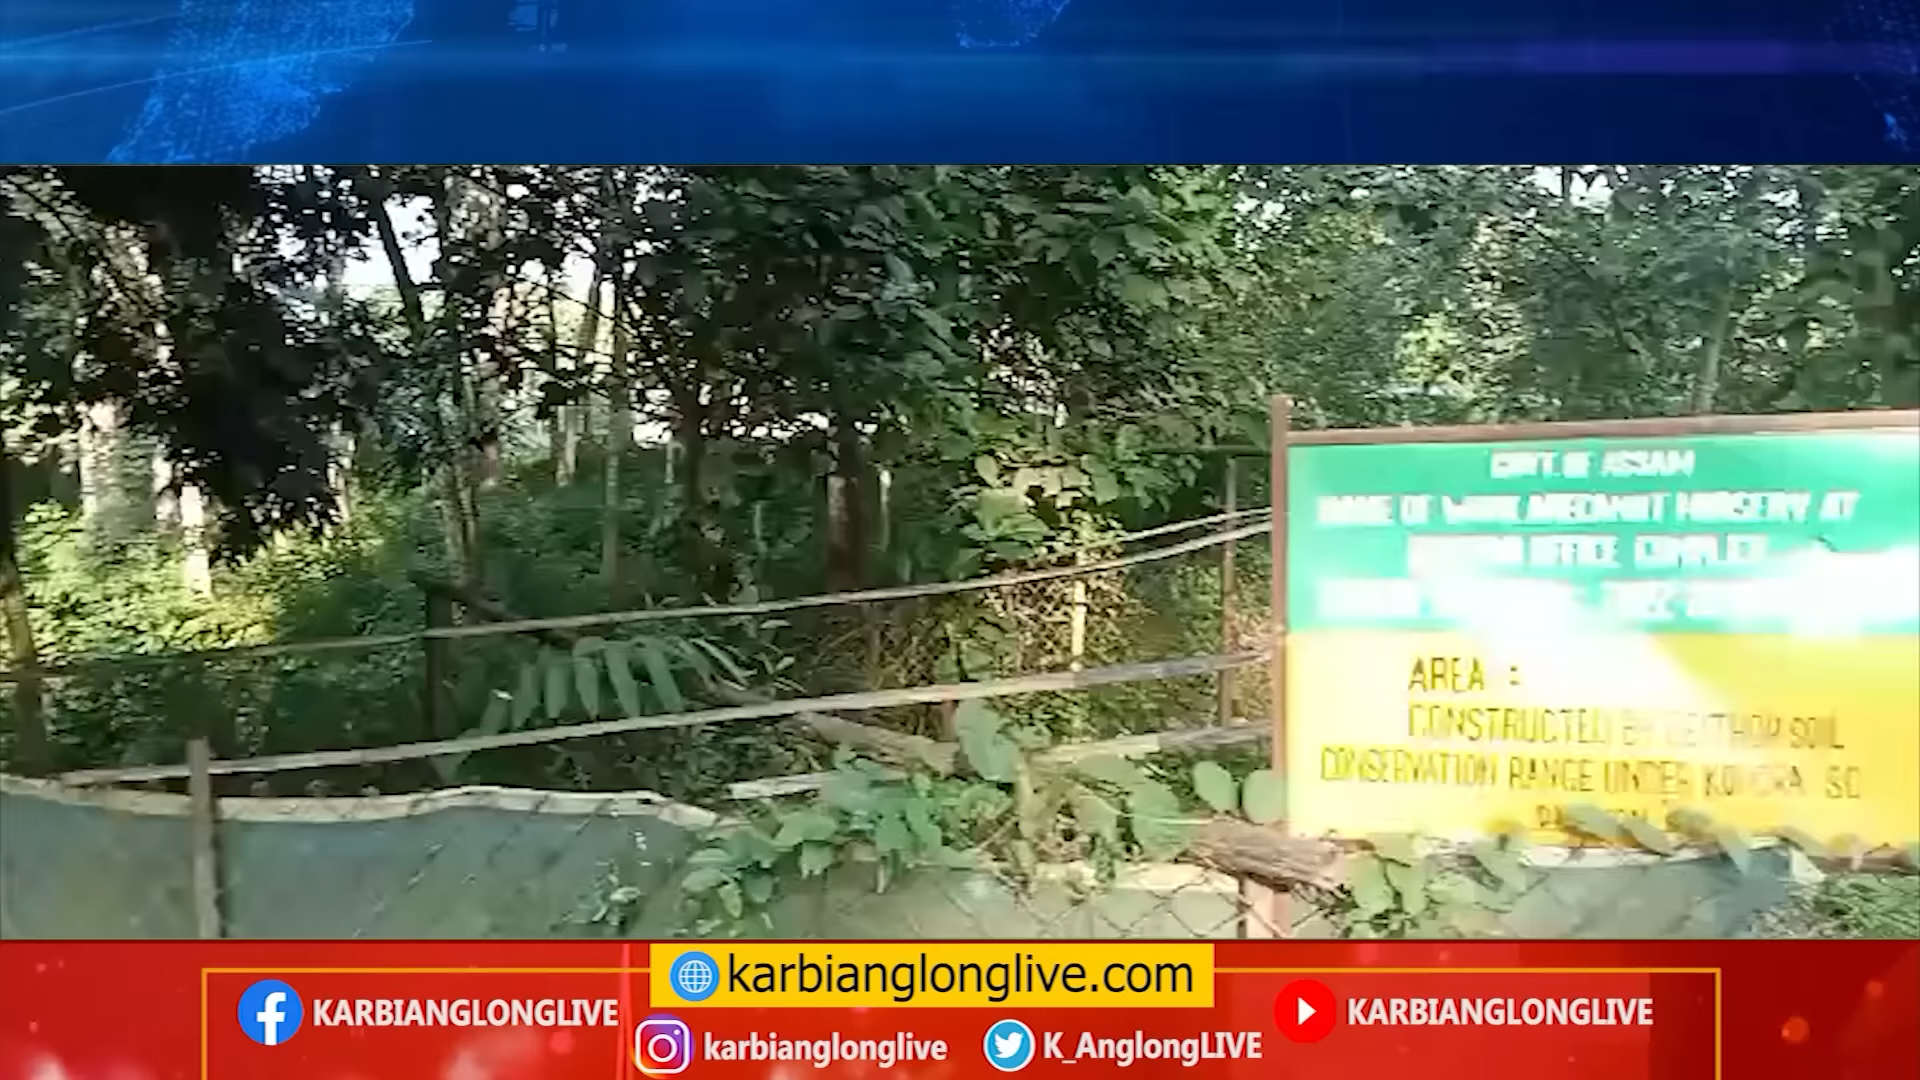 GOVT. OF ASSAM
NAME OF WORK ARECANUT NURSERY AT
OFFICE COMPLEX
AREA :
CONSTRUCTED BY SOIL
CONSERVATION RANGE UNDER
karbianglonglive.com
KARBIANGLONGLIVE
KARBIANGLONGLIVE
karbianglonglive
K_AnglongLIVE